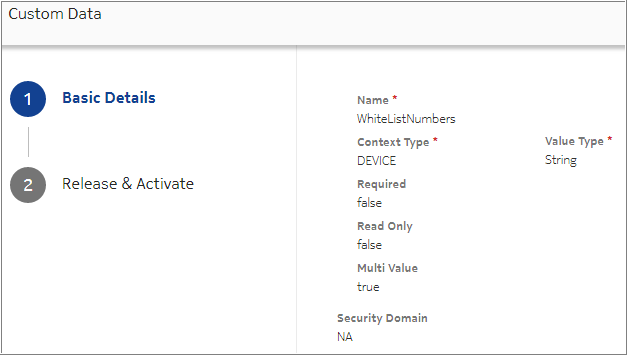 Custom Data
1 Basic Details
2 Release & Activate
Name *
WhiteListNumbers
Context Type * Value Type *
DEVICE String
Required
false
Read Only
false
Multi Value
true
Security Domain
NA